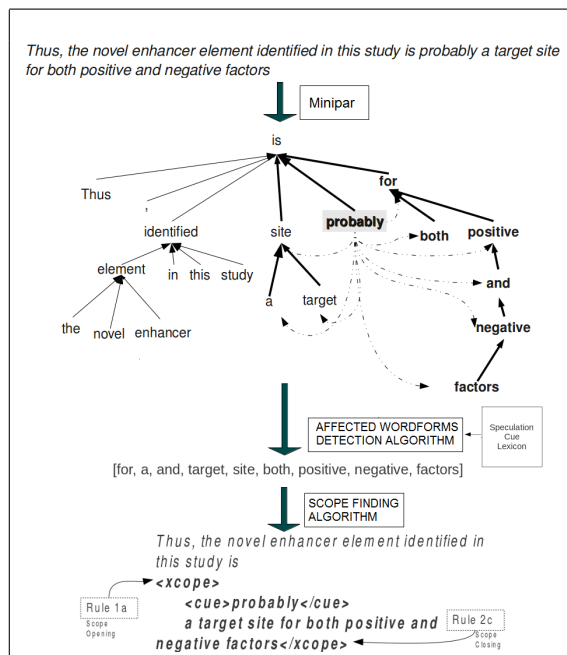 Thus, the novel enhancer element identified in this study is probably a target site
for both positive and negative factors
Minipar
is
Thus
,
for
identified
site
probably
both
positive
element
in
this
study
a
target
and
the
novel
enhancer
negative
factors
AFFECTED WORDFORMS
DETECTION ALGORITHM
Speculation
Cue
Lexicon
[for, a, and, target, site, both, positive, negative, factors]
SCOPE FINDING
ALGORITHM
Thus, the novel enhancer element identified in
this study is
<xcope>
Rule 1a
Scope
Opening
<cue>probably</cue>
a target site for both positive and
negative factors</xcope>
Rule 2c
Scope
Closing